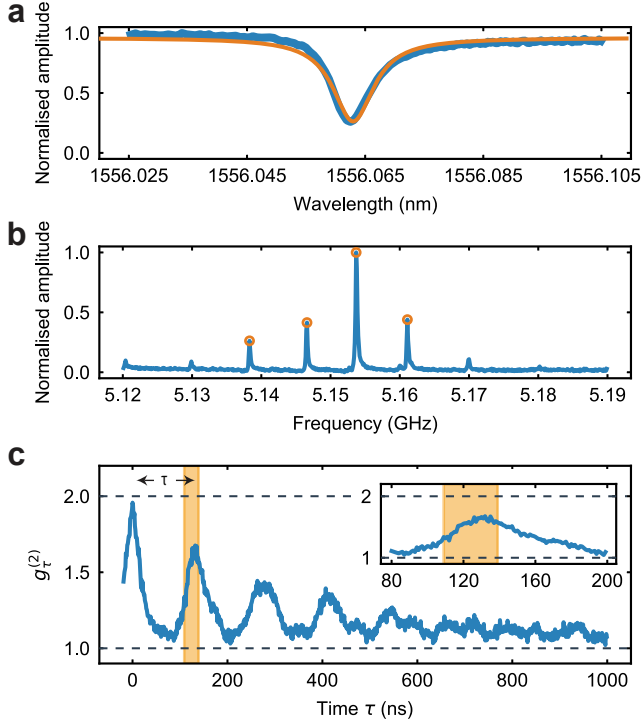 a
Normalised amplitude
1.0
0.5
0.0
1556.025 1556.045 1556.065 1556.085 1556.105
Wavelength (nm)
b
Normalised amplitude
1.0
0.5
0.0
5.12 5.13 5.14 5.15 5.16 5.17 5.18 5.19
Frequency (GHz)
c
g_τ^(2)
2.0
1.5
1.0
τ
2
1
80 120 160 200
0 200 400 600 800 1000
Time τ (ns)